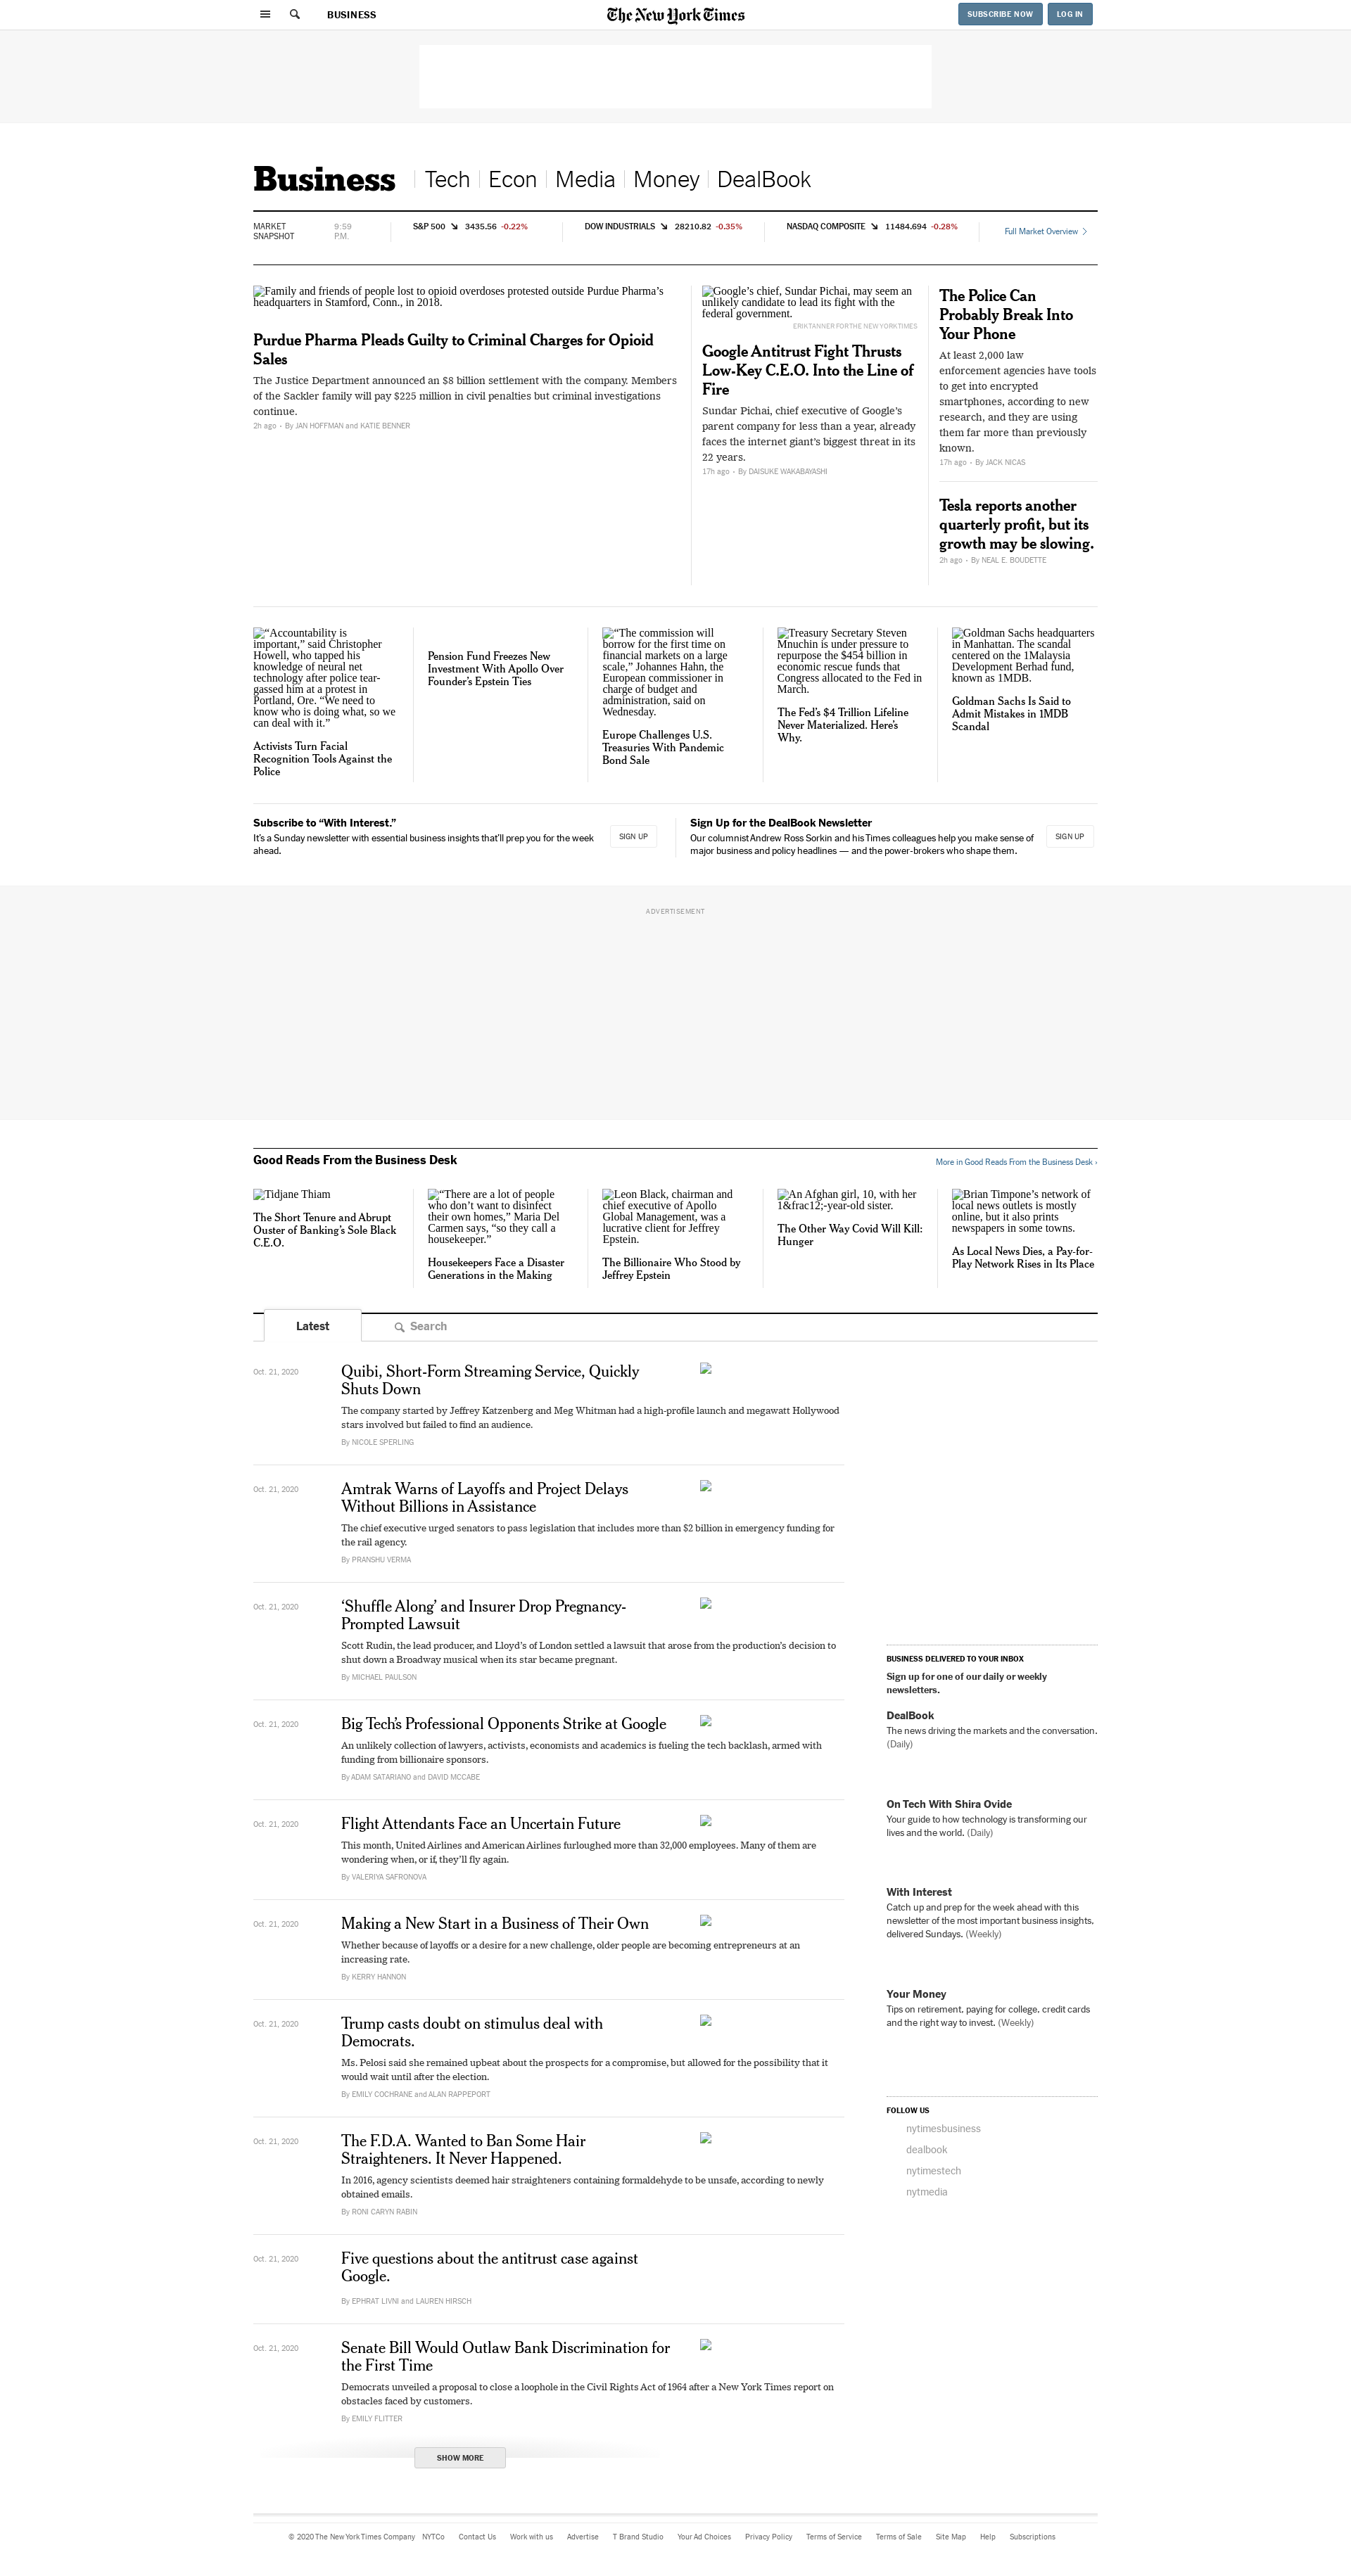 BUSINESS
The New York Times
SUBSCRIBE NOW
LOG IN
Business
Tech
Econ
Media
Money
DealBook
MARKET
SNAPSHOT
9:59
P.M.
S&P 500 3435.56 -0.22%
DOW INDUSTRIALS 28210.82 -0.35%
NASDAQ COMPOSITE 11484.694 -0.28%
Full Market Overview
Family and friends of people lost to opioid overdoses protested outside Purdue Pharma’s
headquarters in Stamford, Conn., in 2018.
Purdue Pharma Pleads Guilty to Criminal Charges for Opioid
Sales
The Justice Department announced an $8 billion settlement with the company. Members
of the Sackler family will pay $225 million in civil penalties but criminal investigations
continue.
2h ago • By JAN HOFFMAN and KATIE BENNER
Google’s chief, Sundar Pichai, may seem an
unlikely candidate to lead its fight with the
federal government.
ERIK TANNER FOR THE NEW YORK TIMES
Google Antitrust Fight Thrusts
Low-Key C.E.O. Into the Line of
Fire
Sundar Pichai, chief executive of Google’s
parent company for less than a year, already
faces the internet giant’s biggest threat in its
22 years.
17h ago • By DAISUKE WAKABAYASHI
The Police Can
Probably Break Into
Your Phone
At least 2,000 law
enforcement agencies have tools
to get into encrypted
smartphones, according to new
research, and they are using
them far more than previously
known.
17h ago • By JACK NICAS
Tesla reports another
quarterly profit, but its
growth may be slowing.
2h ago • By NEAL E. BOUDETTE
“Accountability is
important,” said Christopher
Howell, who tapped his
knowledge of neural net
technology after police tear-
gassed him at a protest in
Portland, Ore. “We need to
know who is doing what, so we
can deal with it.”
Activists Turn Facial
Recognition Tools Against the
Police
Pension Fund Freezes New
Investment With Apollo Over
Founder’s Epstein Ties
“The commission will
borrow for the first time on
financial markets on a large
scale,” Johannes Hahn, the
European commissioner in
charge of budget and
administration, said on
Wednesday.
Europe Challenges U.S.
Treasuries With Pandemic
Bond Sale
Treasury Secretary Steven
Mnuchin is under pressure to
repurpose the $454 billion in
economic rescue funds that
Congress allocated to the Fed in
March.
The Fed’s $4 Trillion Lifeline
Never Materialized. Here’s
Why.
Goldman Sachs headquarters
in Manhattan. The scandal
centered on the 1Malaysia
Development Berhad fund,
known as 1MDB.
Goldman Sachs Is Said to
Admit Mistakes in 1MDB
Scandal
Subscribe to “With Interest.”
It’s a Sunday newsletter with essential business insights that’ll prep you for the week
ahead.
SIGN UP
Sign Up for the DealBook Newsletter
Our columnist Andrew Ross Sorkin and his Times colleagues help you make sense of
major business and policy headlines — and the power-brokers who shape them.
SIGN UP
ADVERTISEMENT
Good Reads From the Business Desk
More in Good Reads From the Business Desk ›
Tidjane Thiam
The Short Tenure and Abrupt
Ouster of Banking’s Sole Black
C.E.O.
“There are a lot of people
who don’t want to disinfect
their own homes,” Maria Del
Carmen says, “so they call a
housekeeper.”
Housekeepers Face a Disaster
Generations in the Making
Leon Black, chairman and
chief executive of Apollo
Global Management, was a
lucrative client for Jeffrey
Epstein.
The Billionaire Who Stood by
Jeffrey Epstein
An Afghan girl, 10, with her
1&frac12;-year-old sister.
The Other Way Covid Will Kill:
Hunger
Brian Timpone’s network of
local news outlets is mostly
online, but it also prints
newspapers in some towns.
As Local News Dies, a Pay-for-
Play Network Rises in Its Place
Latest
Search
Oct. 21, 2020
Quibi, Short-Form Streaming Service, Quickly
Shuts Down
The company started by Jeffrey Katzenberg and Meg Whitman had a high-profile launch and megawatt Hollywood
stars involved but failed to find an audience.
By NICOLE SPERLING
Oct. 21, 2020
Amtrak Warns of Layoffs and Project Delays
Without Billions in Assistance
The chief executive urged senators to pass legislation that includes more than $2 billion in emergency funding for
the rail agency.
By PRANSHU VERMA
Oct. 21, 2020
‘Shuffle Along’ and Insurer Drop Pregnancy-
Prompted Lawsuit
Scott Rudin, the lead producer, and Lloyd’s of London settled a lawsuit that arose from the production’s decision to
shut down a Broadway musical when its star became pregnant.
By MICHAEL PAULSON
Oct. 21, 2020
Big Tech’s Professional Opponents Strike at Google
An unlikely collection of lawyers, activists, economists and academics is fueling the tech backlash, armed with
funding from billionaire sponsors.
By ADAM SATARIANO and DAVID MCCABE
Oct. 21, 2020
Flight Attendants Face an Uncertain Future
This month, United Airlines and American Airlines furloughed more than 32,000 employees. Many of them are
wondering when, or if, they’ll fly again.
By VALERIYA SAFRONOVA
Oct. 21, 2020
Making a New Start in a Business of Their Own
Whether because of layoffs or a desire for a new challenge, older people are becoming entrepreneurs at an
increasing rate.
By KERRY HANNON
Oct. 21, 2020
Trump casts doubt on stimulus deal with
Democrats.
Ms. Pelosi said she remained upbeat about the prospects for a compromise, but allowed for the possibility that it
would wait until after the election.
By EMILY COCHRANE and ALAN RAPPEPORT
Oct. 21, 2020
The F.D.A. Wanted to Ban Some Hair
Straighteners. It Never Happened.
In 2016, agency scientists deemed hair straighteners containing formaldehyde to be unsafe, according to newly
obtained emails.
By RONI CARYN RABIN
Oct. 21, 2020
Five questions about the antitrust case against
Google.
By EPHRAT LIVNI and LAUREN HIRSCH
Oct. 21, 2020
Senate Bill Would Outlaw Bank Discrimination for
the First Time
Democrats unveiled a proposal to close a loophole in the Civil Rights Act of 1964 after a New York Times report on
obstacles faced by customers.
By EMILY FLITTER
SHOW MORE
BUSINESS DELIVERED TO YOUR INBOX
Sign up for one of our daily or weekly
newsletters.
DealBook
The news driving the markets and the conversation.
(Daily)
On Tech With Shira Ovide
Your guide to how technology is transforming our
lives and the world. (Daily)
With Interest
Catch up and prep for the week ahead with this
newsletter of the most important business insights,
delivered Sundays. (Weekly)
Your Money
Tips on retirement, paying for college, credit cards
and the right way to invest. (Weekly)
FOLLOW US
nytimesbusiness
dealbook
nytimestech
nytmedia
© 2020 The New York Times Company NYTCo Contact Us Work with us Advertise T Brand Studio Your Ad Choices Privacy Policy Terms of Service Terms of Sale Site Map Help Subscriptions